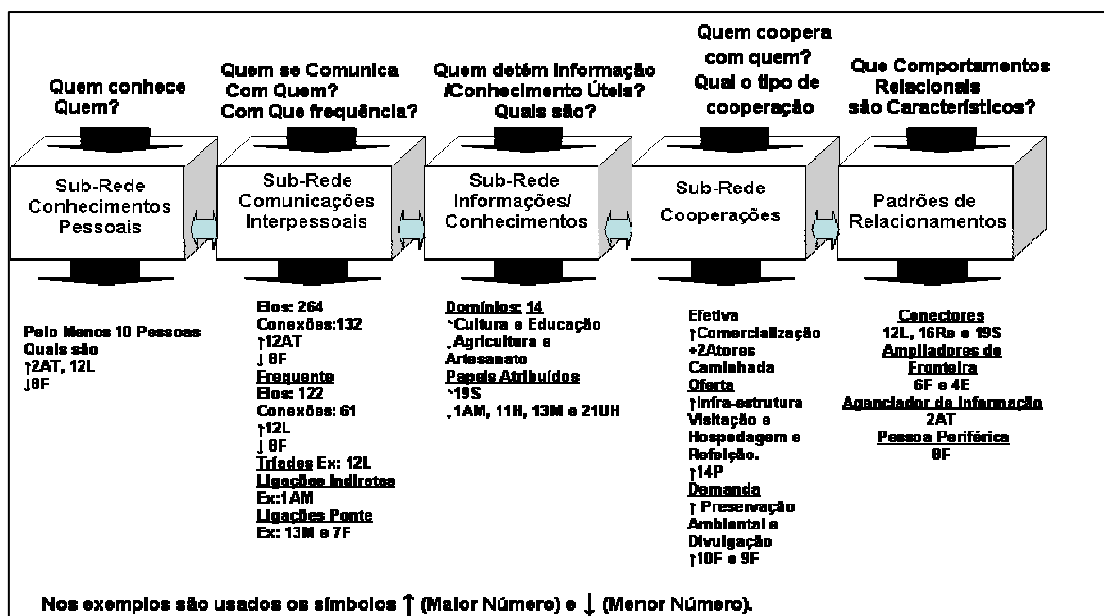 Quem conhece
Quem?
Quem se Comunica
Com Quem?
Com Que frequência?
Quem detém Informação
/Conhecimento Úteis?
Quais são?
Quem coopera
com quem?
Qual o tipo de
cooperação
Que Comportamentos
Relacionais
são Característicos?
Sub-Rede
Conhecimentos
Pessoais
Sub-Rede
Comunicações
Interpessoais
Sub-Rede
Informações/
Conhecimentos
Sub-Rede
Cooperações
Padrões de
Relacionamentos
Pelo Menos 10 Pessoas
Quais são
↑2AT, 12L
↓8F
Elos: 264
Conexões:132
↑12AT
↓ 8F
Frequente
Elos: 122
Conexões: 61
↑12L
↓ 8F
Tríades Ex: 12L
Ligações Indiretas
Ex:1AM
Ligações Ponte
Ex: 13M e 7F
Domínios: 14
Cultura e Educação
Agricultura e
Artesanato
Papéis Atribuídos
19S
1AM, 11H, 13M e 21UH
Efetiva
↑Comercialização
+2Atores
Caminhada
Oferta
↑Infra-estrutura
Visitação e
Hospedagem e
Refeição.
↑14P
Demanda
↑ Preservação
Ambiental e
Divulgação
↑10F e 9F
Conectores
12L, 16Re e 19S
Ampliadores de
Fronteira
6F e 4E
Agenciador de Informação
2AT
Pessoa Periférica
8F
Nos exemplos são usados os símbolos ↑ (Maior Número) e ↓ (Menor Número).